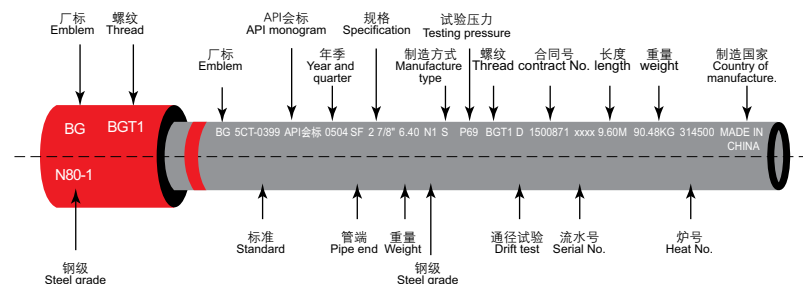 厂标 螺纹 API会标 规格 试验压力
Emblem Thread API monogram Specification Testing pressure
厂标 年季 制造方式 螺纹 合同号 长度 重量 制造国家
Emblem Year and quarter Manufacture type Thread contract No. length weight Country of manufacture.
BG BGT1
N80-1
BG 5CT-0399 API会标 0504 SF 2 7/8" 6.40 N1 S P69 BGT1 D 1500871 xxxx 9.60M 90.48KG 314500 MADE IN
CHINA
标准 管端 重量 通径试验 流水号 炉号
Standard Pipe end Weight Drift test Serial No. Heat No.
钢级 钢级
Steel grade Steel grade